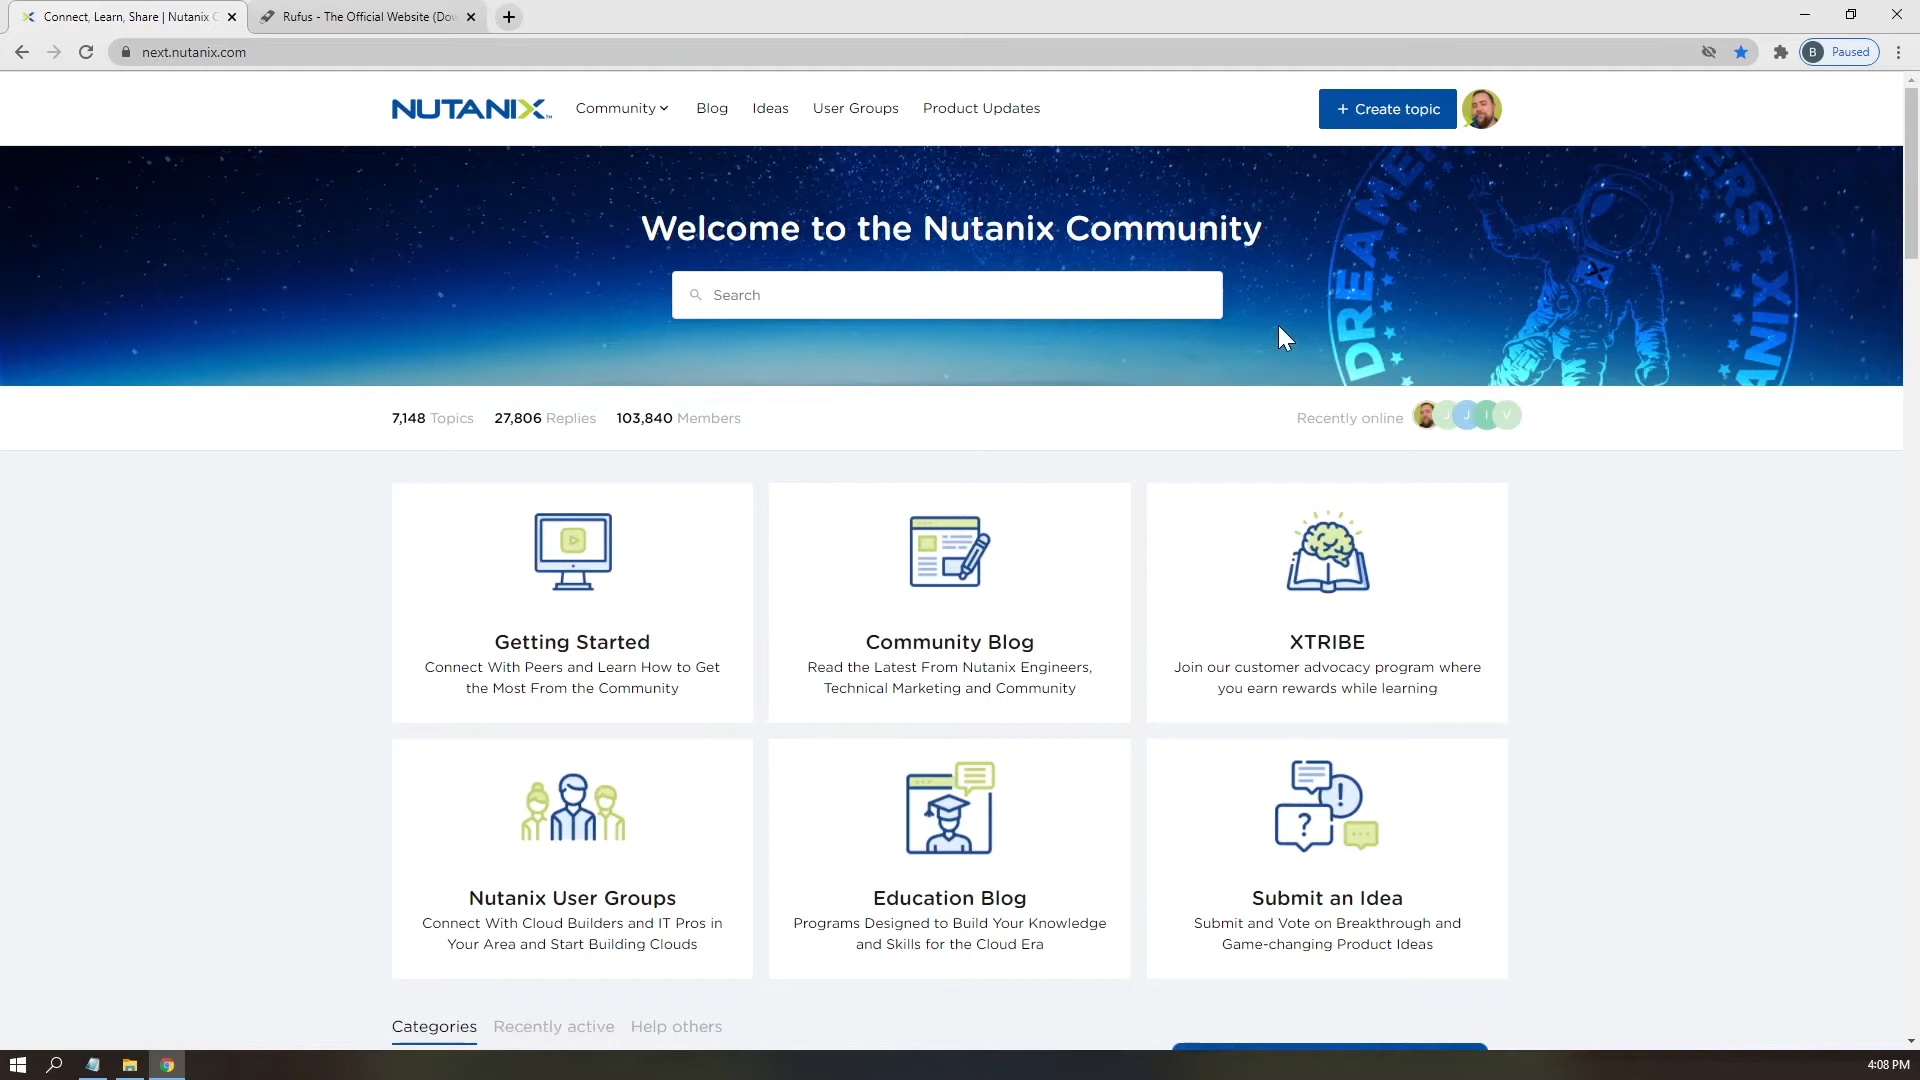 Connect, Learn, Share | Nutanix C
Rufus - The Official Website (Dow
next.nutanix.com
B Paused
NUTANIX™
Community
Blog
Ideas
User Groups
Product Updates
+ Create topic
Welcome to the Nutanix Community
Search
DREAMERS
NUTANIX
7,148 Topics
27,806 Replies
103,840 Members
Recently online
J J I V
Getting Started
Connect With Peers and Learn How to Get
the Most From the Community
Community Blog
Read the Latest From Nutanix Engineers,
Technical Marketing and Community
XTRIBE
Join our customer advocacy program where
you earn rewards while learning
Nutanix User Groups
Connect With Cloud Builders and IT Pros in
Your Area and Start Building Clouds
Education Blog
Programs Designed to Build Your Knowledge
and Skills for the Cloud Era
Submit an Idea
Submit and Vote on Breakthrough and
Game-changing Product Ideas
Categories
Recently active
Help others
4:08 PM